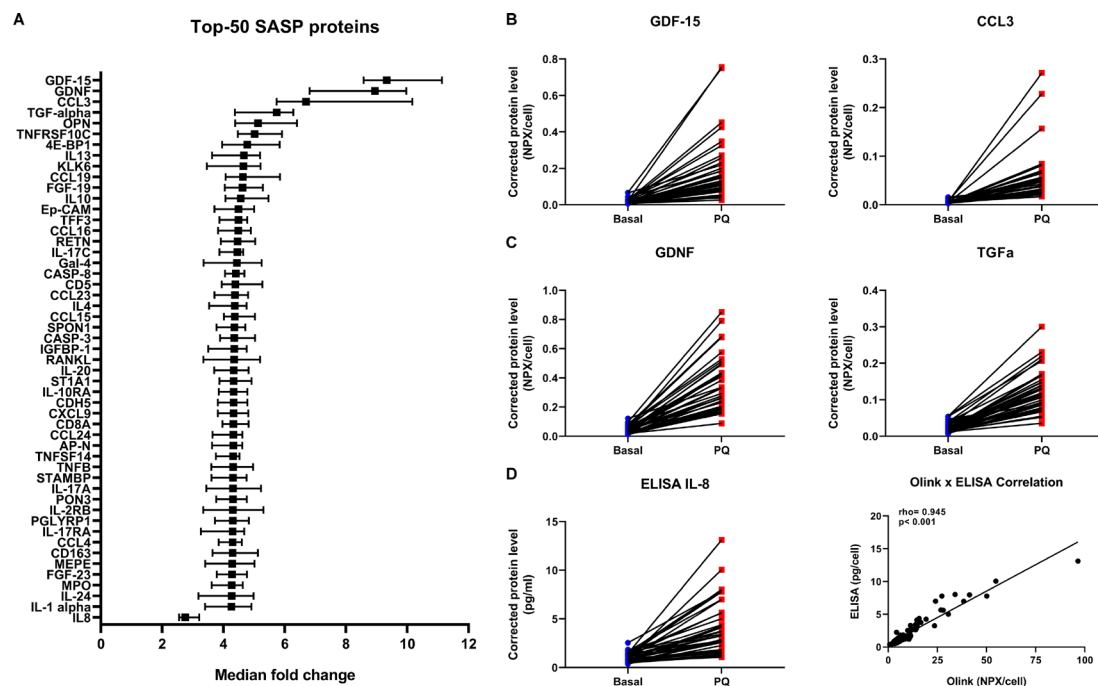 A
Top-50 SASP proteins
GDF-15
GDNF
CCL3
TGF-alpha
OPN
TNFRSF10C
4E-BP1
IL13
KLK6
CCL19
FGF-19
IL10
Ep-CAM
TFF3
CCL16
RETN
IL-17C
Gal-4
CASP-8
CD5
CCL23
IL4
CCL15
SPON1
CASP-3
IGFBP-1
RANKL
IL-20
ST1A1
IL-10RA
CDH5
CXCL9
CD8A
CCL24
AP-N
TNFSF14
TNFB
STAMBP
IL-17A
PON3
IL-2RB
PGLYRP1
IL-17RA
CCL4
CD163
MEPE
FGF-23
MPO
IL-24
IL-1 alpha
IL8
0 2 4 6 8 10 12
Median fold change
B
GDF-15
Corrected protein level
(NPX/cell)
0.8
0.6
0.4
0.2
0.0
Basal PQ
CCL3
Corrected protein level
(NPX/cell)
0.3
0.2
0.1
0.0
Basal PQ
C
GDNF
Corrected protein level
(NPX/cell)
1.0
0.8
0.6
0.4
0.2
0.0
Basal PQ
TGFa
Corrected protein level
(NPX/cell)
0.4
0.3
0.2
0.1
0.0
Basal PQ
D
ELISA IL-8
Corrected protein level
(pg/ml)
15
10
5
0
Basal PQ
Olink x ELISA Correlation
rho= 0.945
p< 0.001
ELISA (pg/cell)
20
15
10
5
0
0 25 50 75 100
Olink (NPX/cell)